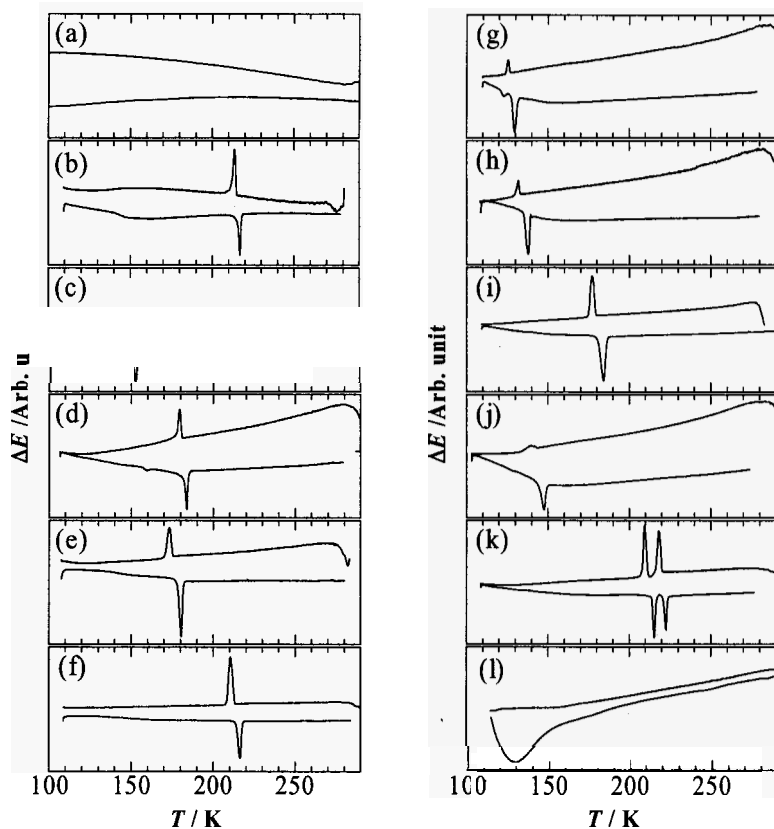 (a)
(b)
(c)
(d)
(e)
(f)
100 150 200 250
T / K
ΔE /Arb. u
(g)
(h)
(i)
(j)
(k)
(l)
100 150 200 250
T / K
ΔE /Arb. unit